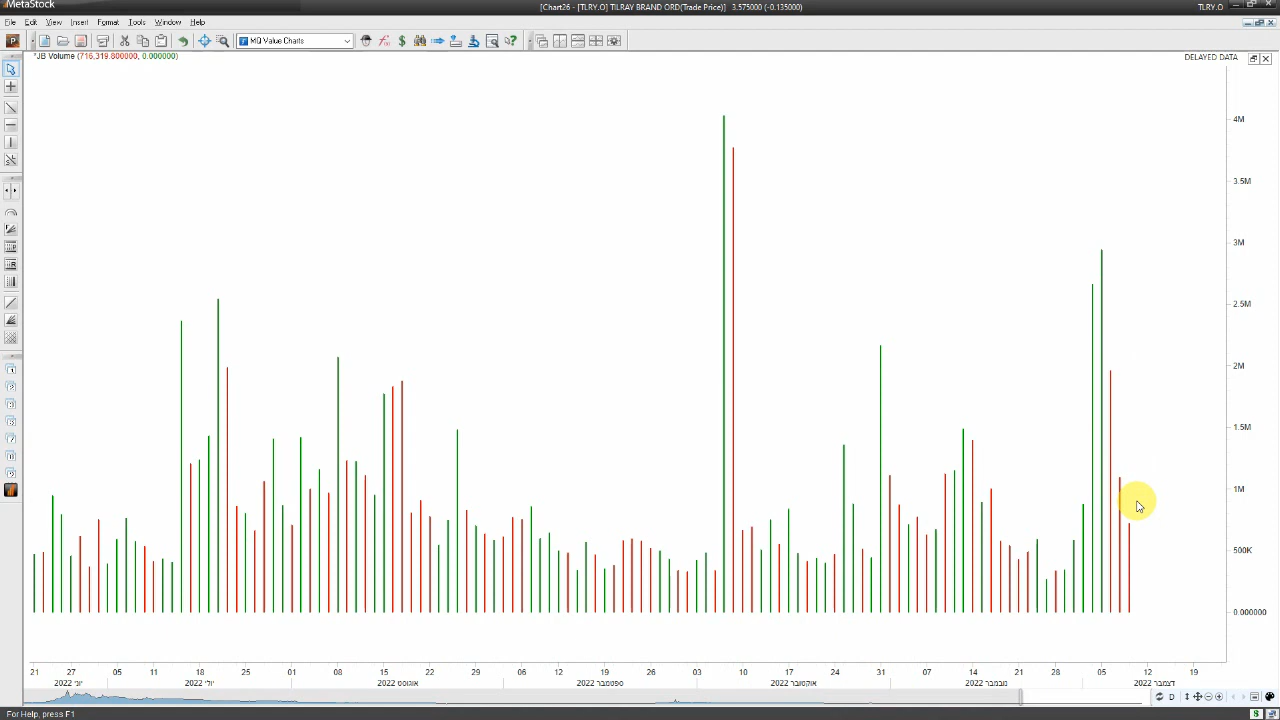 MetaStock
[Chart26 - [TLRY.O] TILRAY BRAND ORD(Trade Price)] 3.575000 (-0.135000)
TLRY.O
File Edit View Insert Format Tools Window Help
MQ Value Charts
*JB Volume (716,319.800000, 0.000000)
DELAYED DATA
4M
3.5M
3M
2.5M
2M
1.5M
1M
500K
0.000000
21 27 05 11 18 25 01 08 15 22 29 06 12 19 26 03 10 17 24 31 07 14 21 28 05 12 19
יוני 2022 יולי 2022 אוגוסט 2022 ספטמבר 2022 אוקטובר 2022 נובמבר 2022 דצמבר 2022
D
For Help, press F1